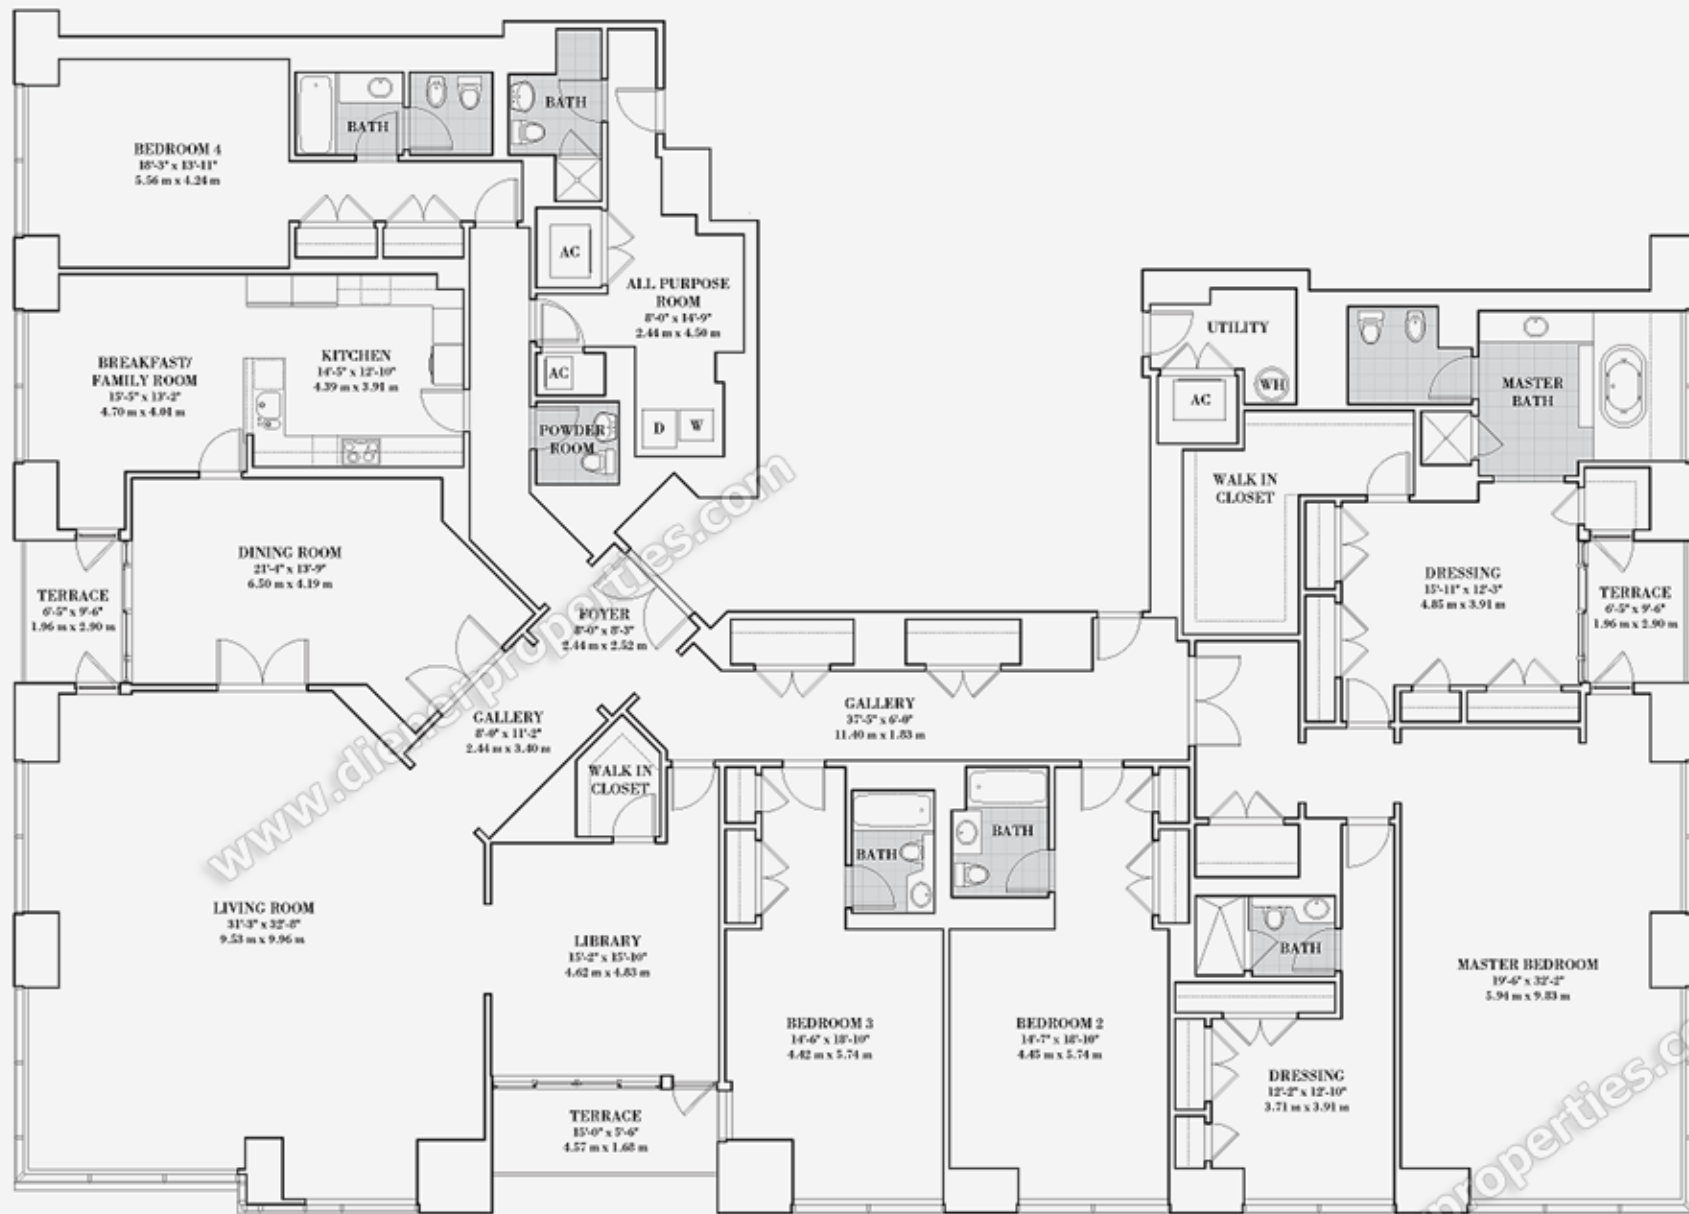 BATH
BATH
BEDROOM 4
18'-3" x 13'-11"
5.56 m x 4.24 m
AC
ALL PURPOSE
ROOM
8'-0" x 14'-9"
2.44 m x 4.50 m
AC
KITCHEN
14'-5" x 12'-10"
4.39 m x 3.91 m
BREAKFAST/
FAMILY ROOM
15'-5" x 13'-2"
4.70 m x 4.01 m
POWDER
ROOM
D
W
UTILITY
WH
AC
MASTER
BATH
WALK IN
CLOSET
DINING ROOM
21'-4" x 13'-9"
6.50 m x 4.19 m
TERRACE
6'-5" x 9'-6"
1.96 m x 2.90 m
FOYER
8'-0" x 8'-3"
2.44 m x 2.52 m
DRESSING
15'-11" x 12'-3"
4.85 m x 3.91 m
TERRACE
6'-5" x 9'-6"
1.96 m x 2.90 m
GALLERY
8'-0" x 11'-2"
2.44 m x 3.40 m
GALLERY
37'-5" x 6'-0"
11.40 m x 1.83 m
WALK IN
CLOSET
www.dienerproperties.com
BATH
BATH
LIVING ROOM
31'-3" x 32'-8"
9.53 m x 9.96 m
LIBRARY
15'-2" x 15'-10"
4.62 m x 4.83 m
BATH
MASTER BEDROOM
19'-6" x 32'-2"
5.94 m x 9.83 m
BEDROOM 3
14'-6" x 18'-10"
4.42 m x 5.74 m
BEDROOM 2
14'-7" x 18'-10"
4.45 m x 5.74 m
DRESSING
12'-2" x 12'-10"
3.71 m x 3.91 m
TERRACE
15'-0" x 5'-6"
4.57 m x 1.68 m
properties.c